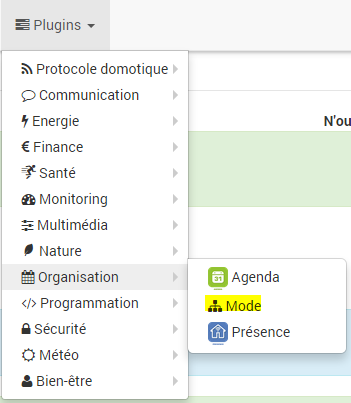 Plugins
N'ou
Protocole domotique
Communication
Energie
Finance
Santé
Monitoring
Multimédia
Nature
Organisation
Programmation
Sécurité
Météo
Bien-être
31
Agenda
Mode
Présence